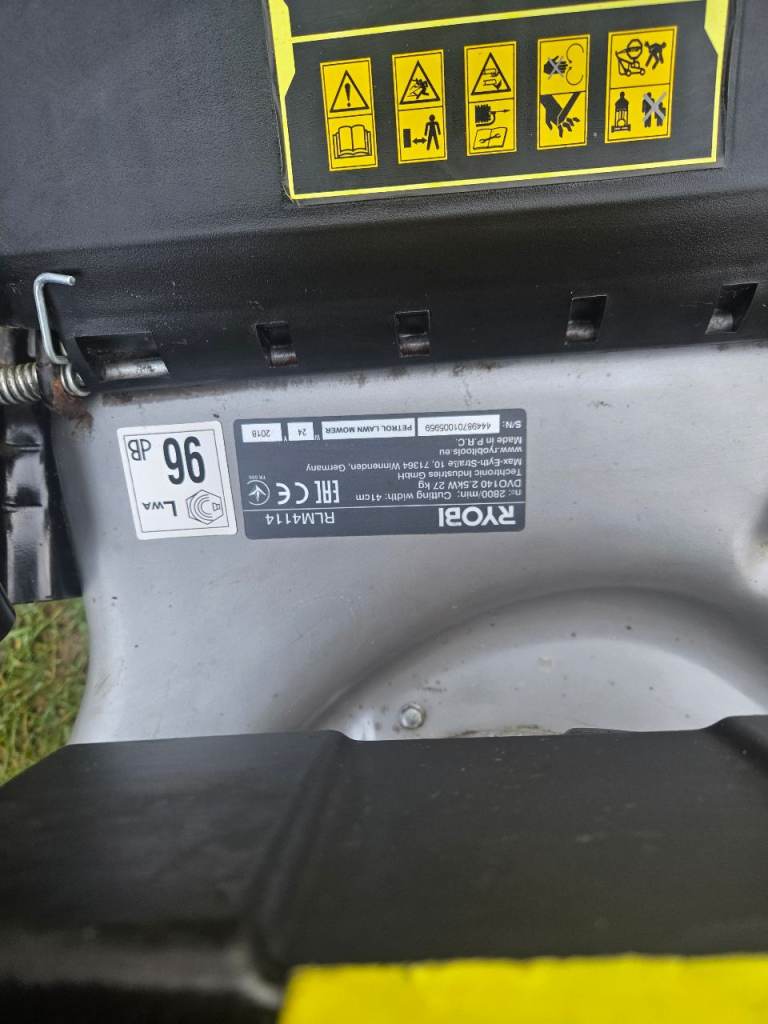 RYOBI RLM4114
n₀: 2800/min; Cutting width: 41cm
DVO140 2.5kW 27 kg
Techtronic Industries GmbH
Max-Eyth-Straße 10, 71364 Winnenden, Germany
www.ryobitools.eu
Made in P.R.C.
S/N: 44498701005959 PETROL LAWN MOWER W 24 Y 2018
EAC CE
LWA
96
dB